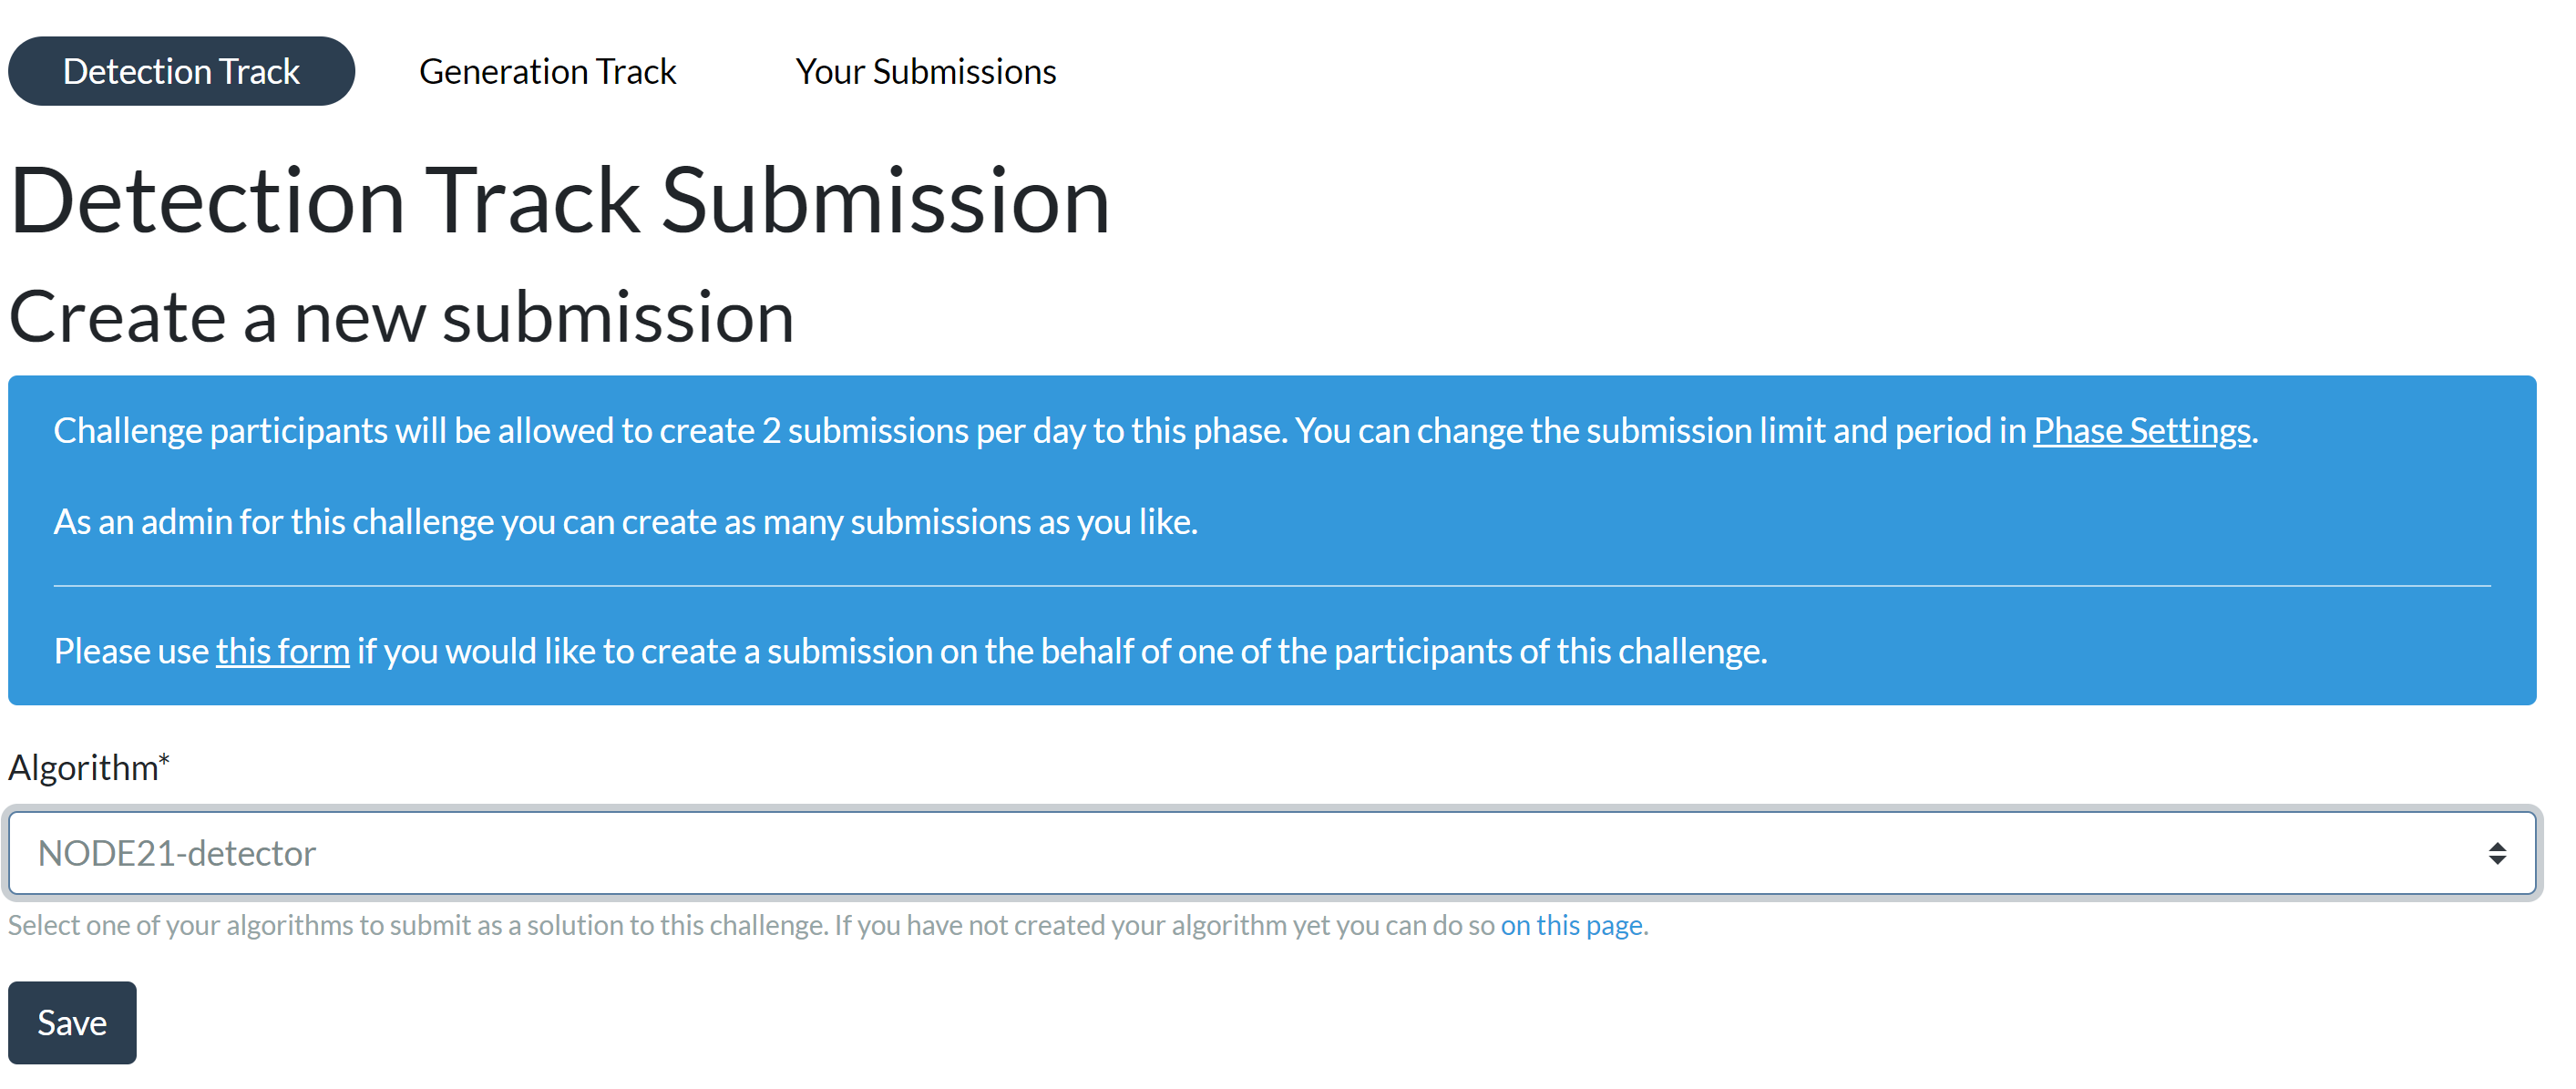 Detection Track Generation Track Your Submissions
Detection Track Submission
Create a new submission
Challenge participants will be allowed to create 2 submissions per day to this phase. You can change the submission limit and period in Phase Settings.
As an admin for this challenge you can create as many submissions as you like.
Please use this form if you would like to create a submission on the behalf of one of the participants of this challenge.
Algorithm*
NODE21-detector
Select one of your algorithms to submit as a solution to this challenge. If you have not created your algorithm yet you can do so on this page.
Save